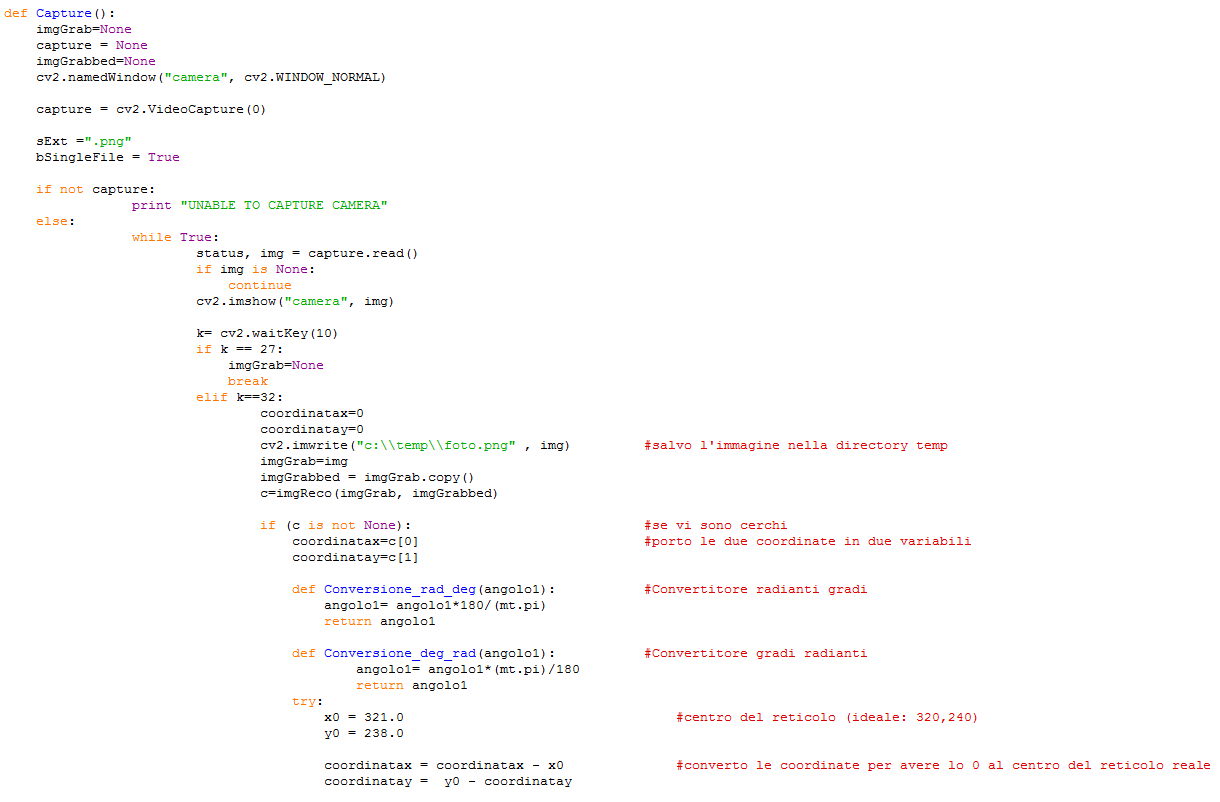 def Capture():
    imgGrab=None
    capture = None
    imgGrabbed=None
    cv2.namedWindow("camera", cv2.WINDOW_NORMAL)

    capture = cv2.VideoCapture(0)

    sExt =".png"
    bSingleFile = True

    if not capture:
                print "UNABLE TO CAPTURE CAMERA"
    else:
                while True:
                        status, img = capture.read()
                        if img is None:
                            continue
                        cv2.imshow("camera", img)

                        k= cv2.waitKey(10)
                        if k == 27:
                            imgGrab=None
                            break
                        elif k==32:
                                coordinatax=0
                                coordinatay=0
                                cv2.imwrite("c:\\temp\\foto.png" , img)         #salvo l'immagine nella directory temp
                                imgGrab=img
                                imgGrabbed = imgGrab.copy()
                                c=imgReco(imgGrab, imgGrabbed)

                                if (c is not None):                             #se vi sono cerchi
                                    coordinatax=c[0]                            #porto le due coordinate in due variabili
                                    coordinatay=c[1]

                                    def Conversione_rad_deg(angolo1):           #Convertitore radianti gradi
                                        angolo1= angolo1*180/(mt.pi)
                                        return angolo1

                                    def Conversione_deg_rad(angolo1):           #Convertitore gradi radianti
                                            angolo1= angolo1*(mt.pi)/180
                                            return angolo1
                                    try:
                                        x0 = 321.0                                  #centro del reticolo (ideale: 320,240)
                                        y0 = 238.0

                                        coordinatax = coordinatax - x0              #converto le coordinate per avere lo 0 al centro del reticolo reale
                                        coordinatay =  y0 - coordinatay